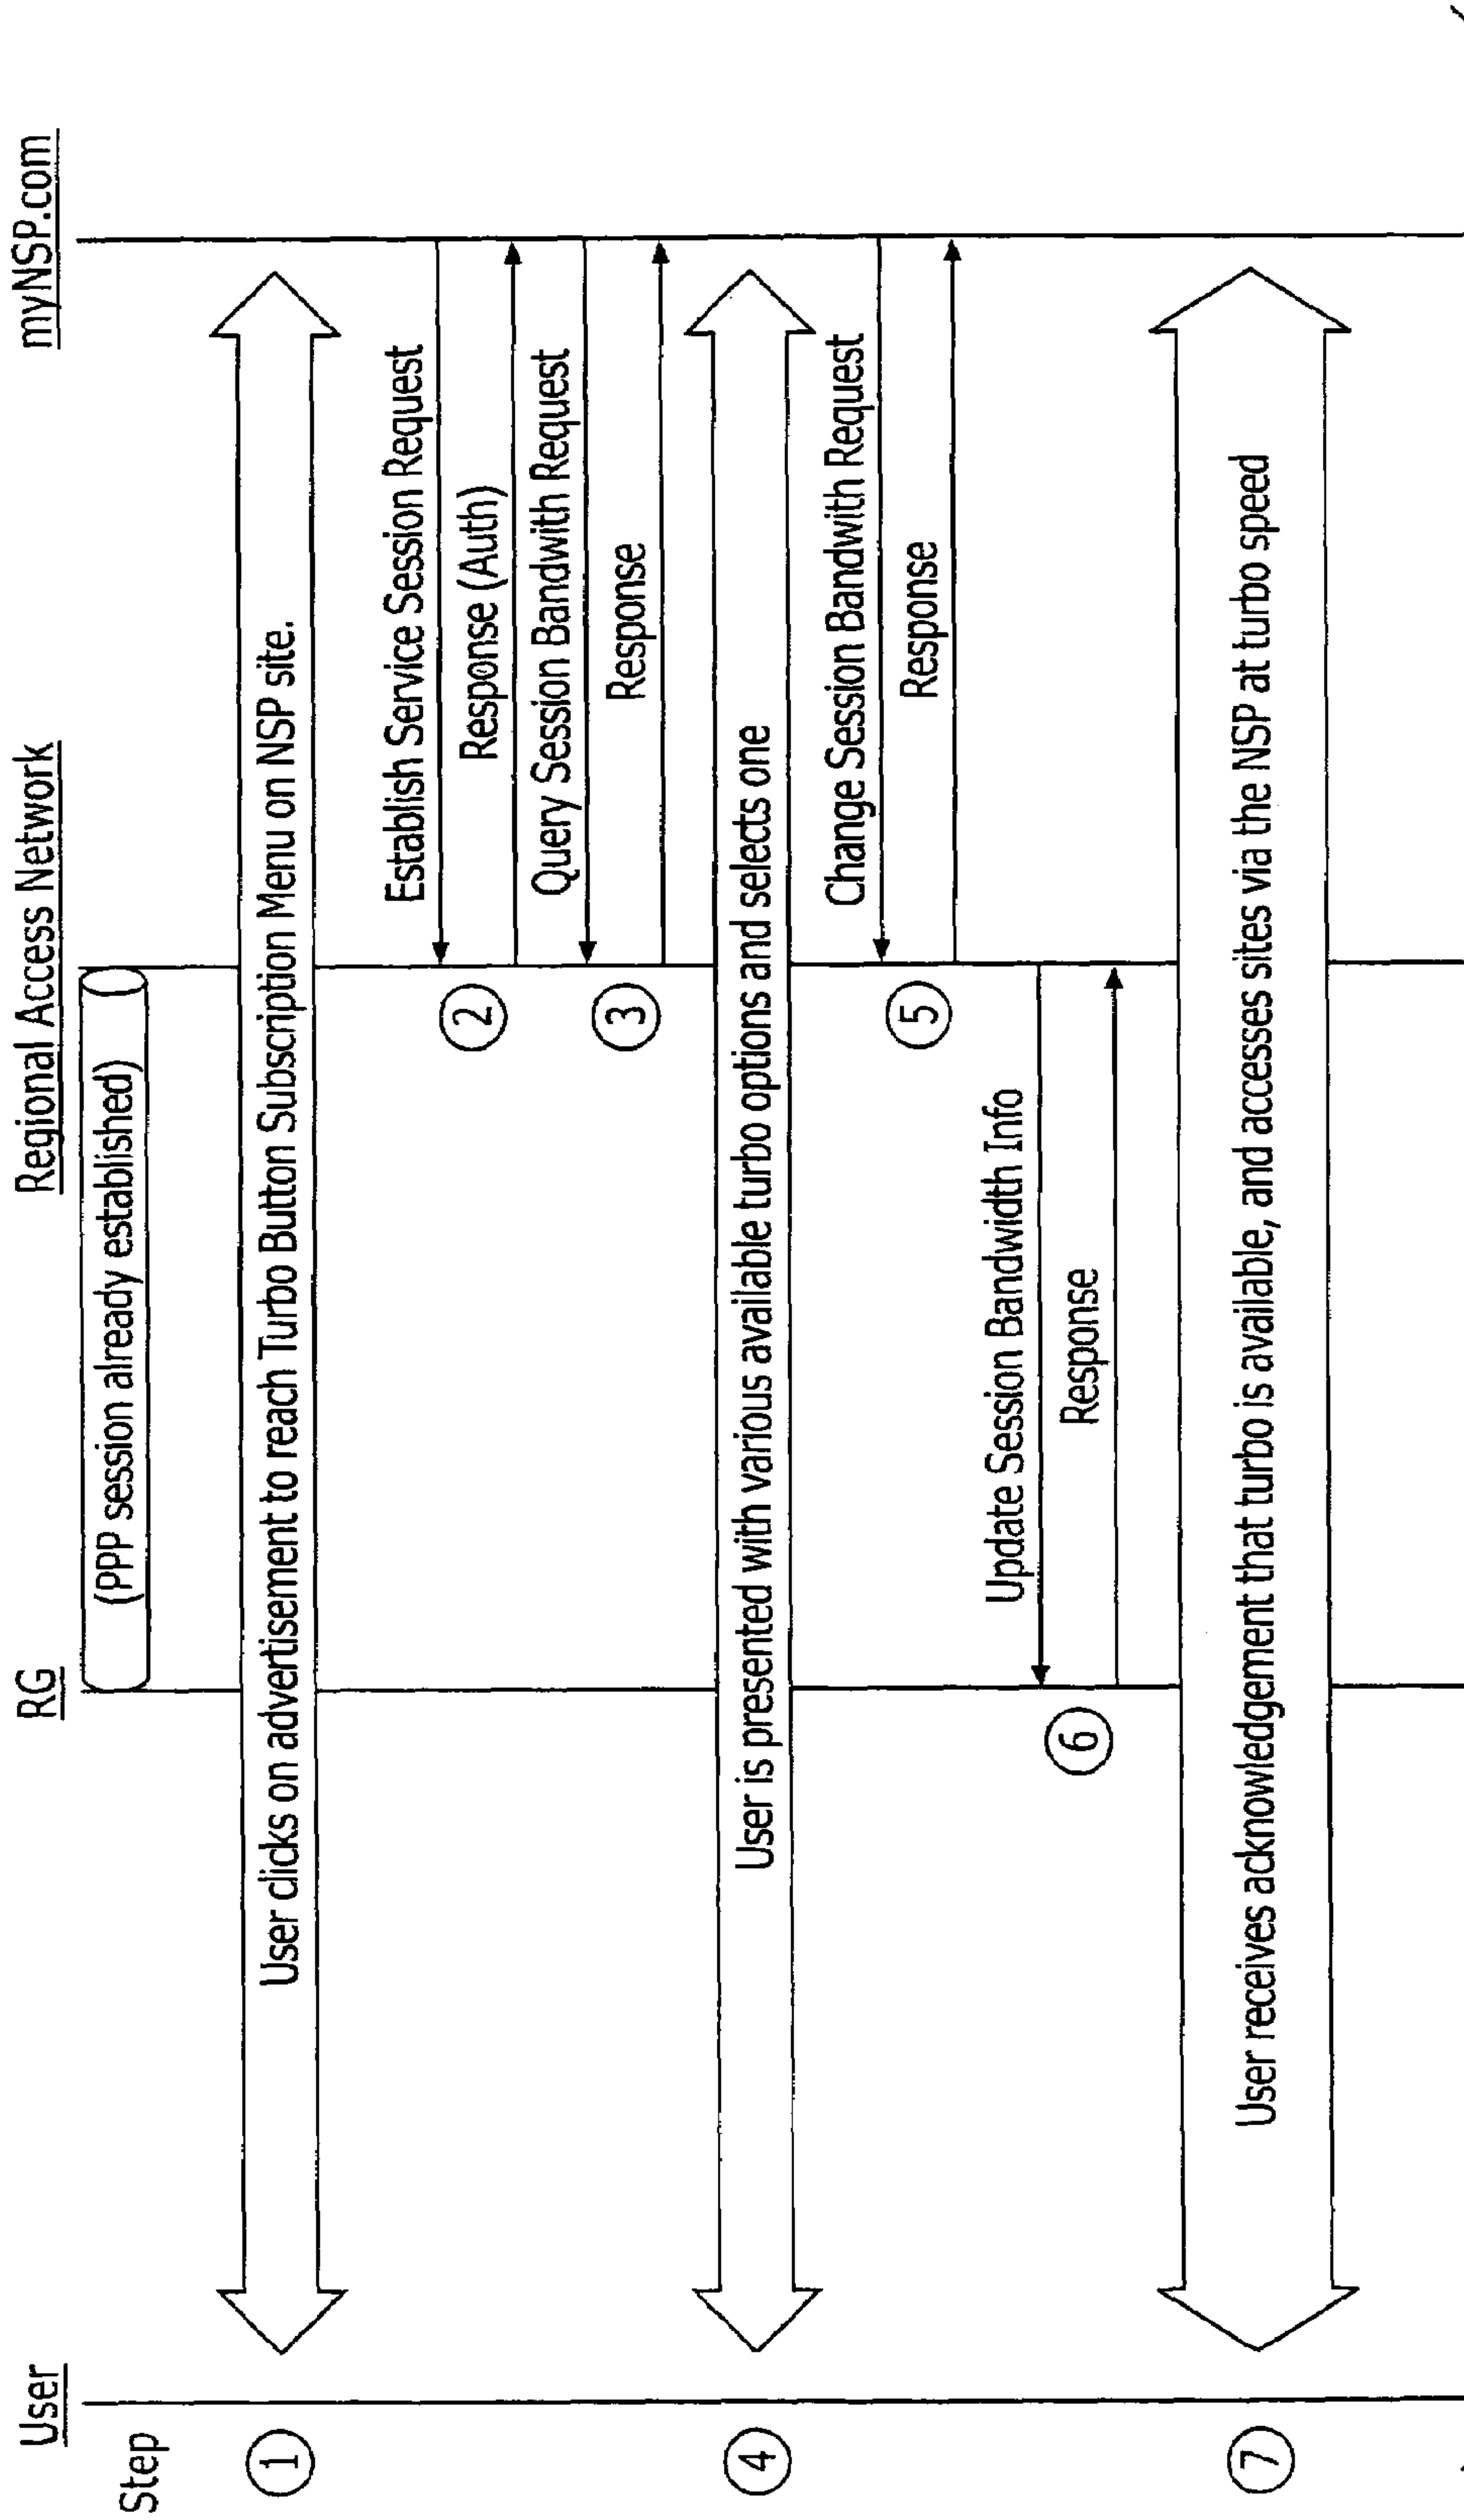 User
RG
Regional Access Network
myNSP.com
Step
(PPP session already established)
1
User clicks on advertisement to reach Turbo Button Subscription Menu on NSP site.
Establish Service Session Request
2
Response (Auth)
Query Session Bandwith Request
3
Response
4
User is presented with various available turbo options and selects one
Change Session Bandwith Request
5
Response
Update Session Bandwidth Info
6
Response
7
User receives acknowledgement that turbo is available, and accesses sites via the NSP at turbo speed